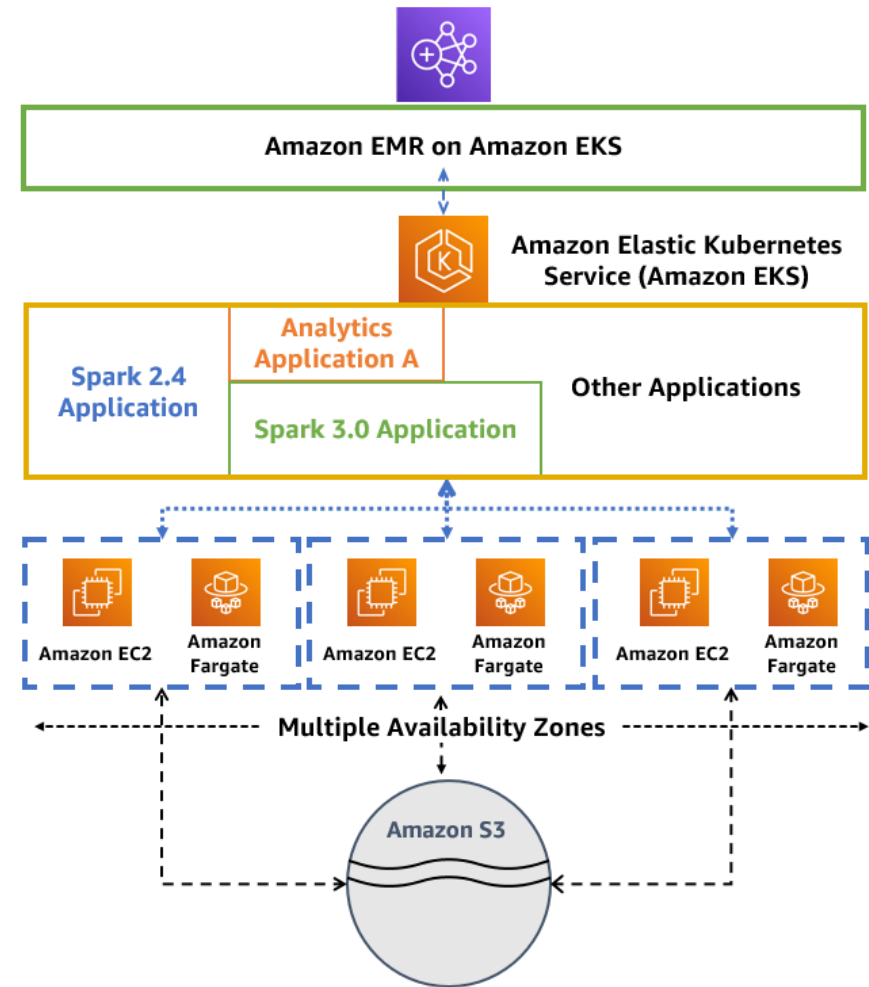 Amazon EMR on Amazon EKS
K
Amazon Elastic Kubernetes
Service (Amazon EKS)
Analytics
Application A
Spark 2.4
Application
Spark 3.0 Application
Other Applications
Amazon EC2
Amazon
Fargate
Amazon EC2
Amazon
Fargate
Amazon EC2
Amazon
Fargate
Multiple Availability Zones
Amazon S3